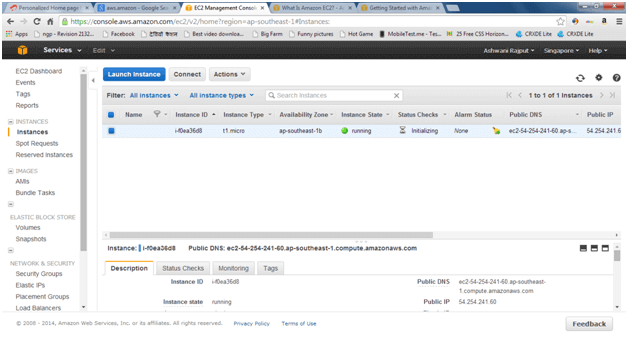 Personalized Home page
aws.amazon - Google Sea
EC2 Management Conso
What Is Amazon EC2? - A
Getting Started with Amaz
https://console.aws.amazon.com/ec2/v2/home?region=ap-southeast-1#Instances:
Apps
ngp - Revision 2132
Facebook
Best video downloa...
Big Farm
Funny pictures
Hot Game
MobileTest.me - Tes...
25 Free CSS Horizon...
CRXDE Lite
CRXDE Lite
Services
Edit
Ashwani Rajput
Singapore
Help
EC2 Dashboard
Events
Tags
Reports
INSTANCES
Instances
Spot Requests
Reserved Instances
IMAGES
AMIs
Bundle Tasks
ELASTIC BLOCK STORE
Volumes
Snapshots
NETWORK & SECURITY
Security Groups
Elastic IPs
Placement Groups
Load Balancers
Launch Instance
Connect
Actions
Filter: All instances All instance types Search Instances
1 to 1 of 1 Instances
Name Instance ID Instance Type Availability Zone Instance State Status Checks Alarm Status Public DNS Public IP
i-f0ea36d8 t1.micro ap-southeast-1b running Initializing None ec2-54-254-241-60.ap-s... 54.254.241
Instance: i-f0ea36d8 Public DNS: ec2-54-254-241-60.ap-southeast-1.compute.amazonaws.com
Description Status Checks Monitoring Tags
Instance ID i-f0ea36d8
Public DNS ec2-54-254-241-60.ap-southeast-
1.compute.amazonaws.com
Instance state running
Public IP 54.254.241.60
© 2008 - 2014, Amazon Web Services, Inc. or its affiliates. All rights reserved. Privacy Policy Terms of Use
Feedback